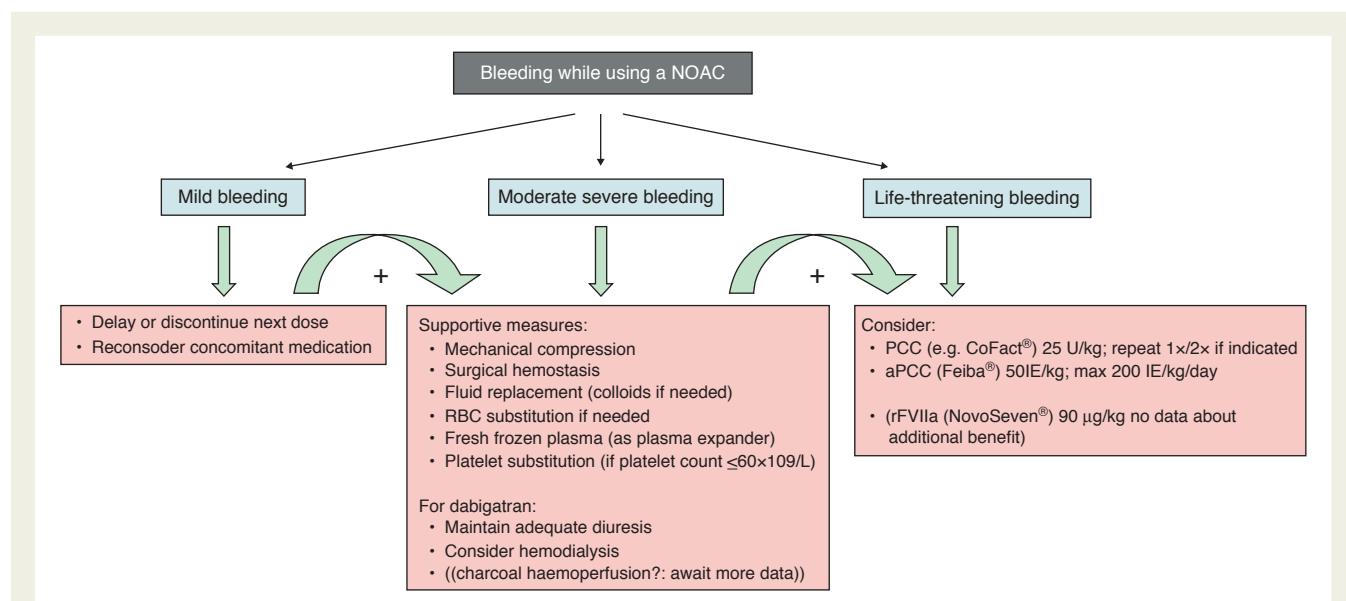 Bleeding while using a NOAC
Mild bleeding
Moderate severe bleeding
Life-threatening bleeding
+
+
• Delay or discontinue next dose
• Reconsoder concomitant medication
Supportive measures:
• Mechanical compression
• Surgical hemostasis
• Fluid replacement (colloids if needed)
• RBC substitution if needed
• Fresh frozen plasma (as plasma expander)
• Platelet substitution (if platelet count ≤60×109/L)
For dabigatran:
• Maintain adequate diuresis
• Consider hemodialysis
• ((charcoal haemoperfusion?: await more data))
Consider:
• PCC (e.g. CoFact®) 25 U/kg; repeat 1×/2× if indicated
• aPCC (Feiba®) 50IE/kg; max 200 IE/kg/day
• (rFVIIa (NovoSeven®) 90 μg/kg no data about
additional benefit)